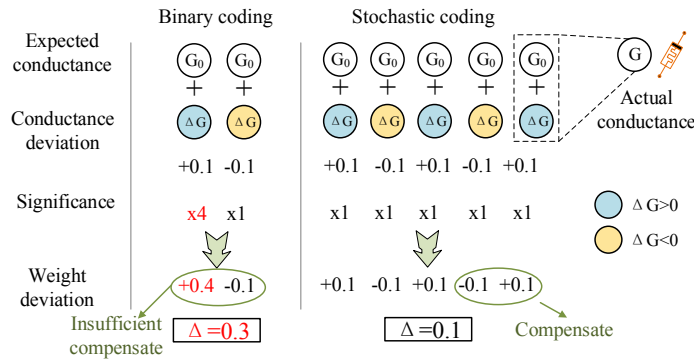 Binary coding Stochastic coding
Expected conductance G₀ G₀ G₀ G₀ G₀ G₀ G₀ G
+ + + + + + +
Actual conductance
Conductance deviation ΔG ΔG ΔG ΔG ΔG ΔG ΔG
+0.1 -0.1 +0.1 -0.1 +0.1 -0.1 +0.1
Significance x4 x1 x1 x1 x1 x1 x1
ΔG>0
ΔG<0
Weight deviation +0.4 -0.1 +0.1 -0.1 +0.1 -0.1 +0.1
Insufficient compensate Δ=0.3 Δ=0.1 Compensate